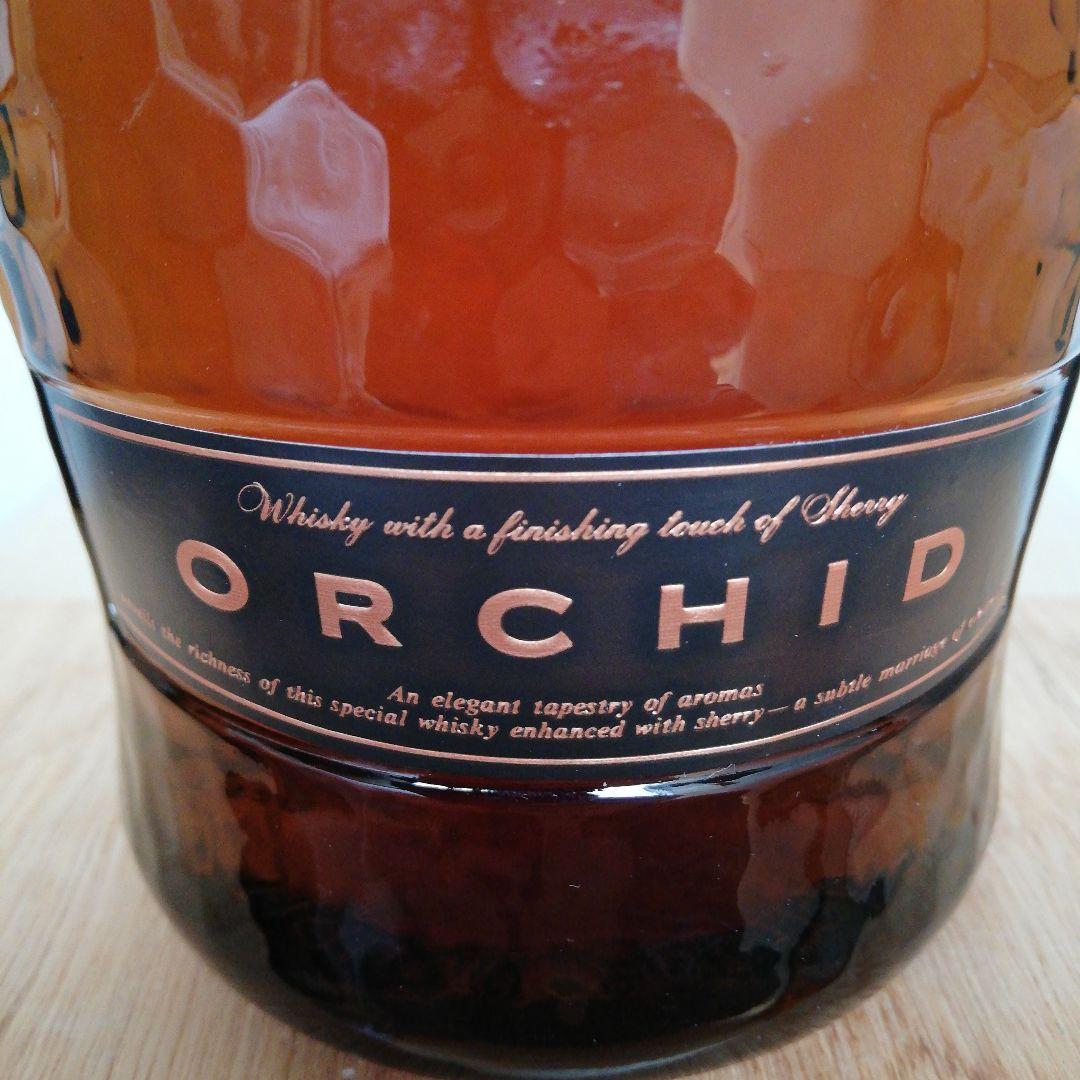 Whisky with a finishing touch of Sherry
ORCHID
An elegant tapestry of aromas
the richness of this special whisky enhanced with sherry—a subtle marriage of